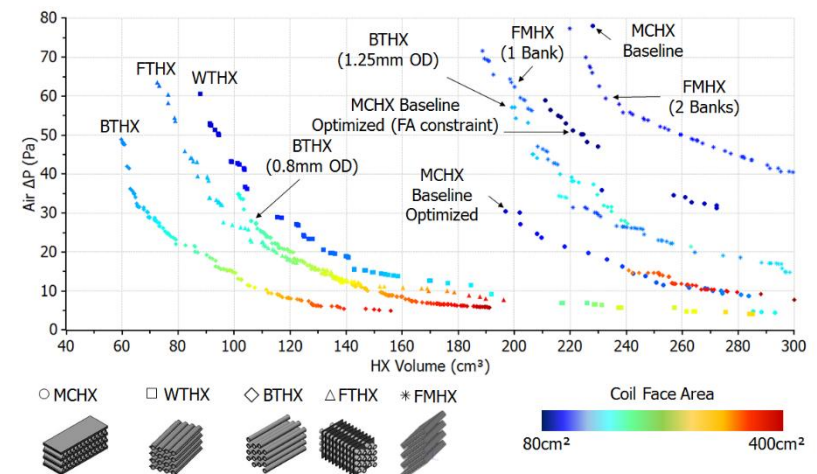 80
70
60
50
40
30
20
10
0
Air ΔP (Pa)
40 60 80 100 120 140 160 180 200 220 240 260 280 300
HX Volume (cm³)
BTHX
FTHX
WTHX
BTHX
(0.8mm OD)
BTHX
(1.25mm OD)
FMHX
(1 Bank)
MCHX
Baseline
FMHX
(2 Banks)
MCHX Baseline
Optimized (FA constraint)
MCHX
Baseline
Optimized
○ MCHX □ WTHX ◇ BTHX △ FTHX ✳ FMHX
Coil Face Area
80cm² 400cm²